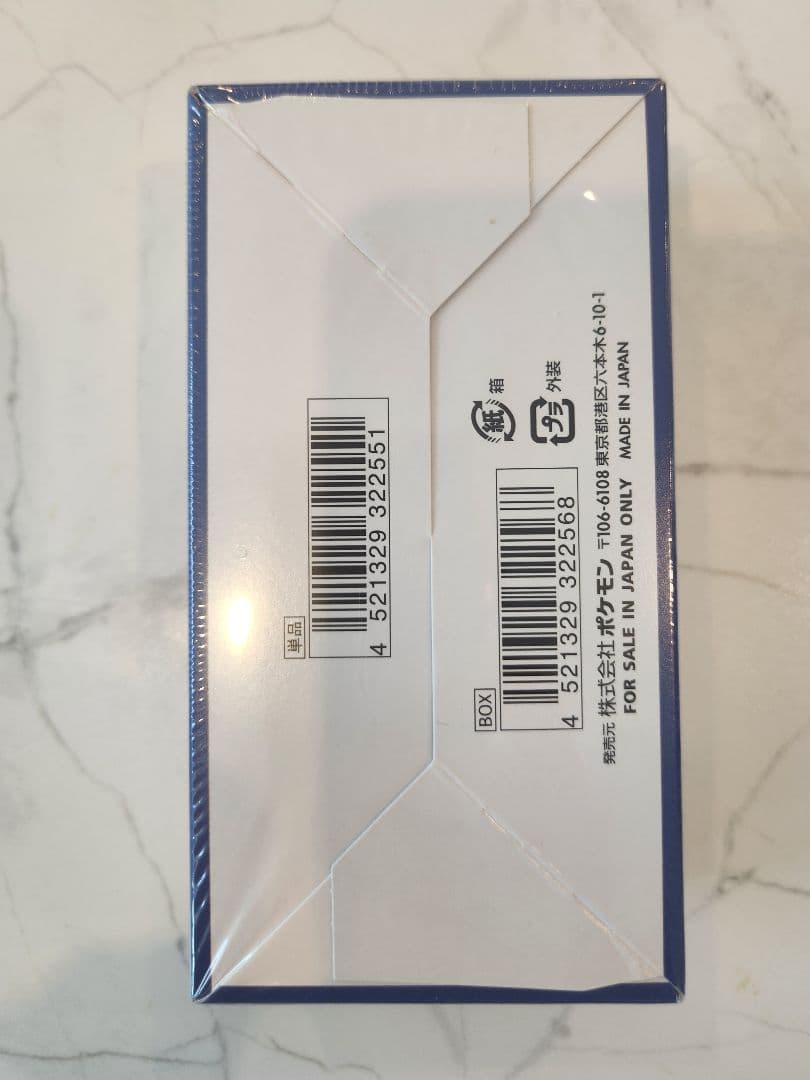 単品
4 521329 322551
BOX
4 521329 322568
紙 箱
プラ 外装
発売元 株式会社 ポケモン 〒106-6108 東京都港区六本木6-10-1
FOR SALE IN JAPAN ONLY MADE IN JAPAN